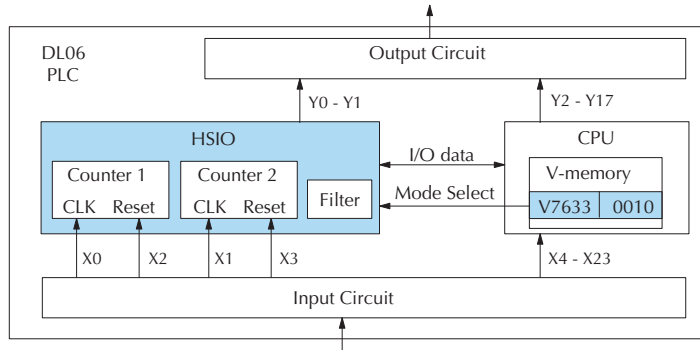 DL06
PLC
Output Circuit
Y0 - Y1
Y2 - Y17
HSIO
CPU
Counter 1
CLK Reset
Counter 2
CLK Reset
Filter
I/O data
Mode Select
V-memory
V7633 0010
X0
X2
X1
X3
X4 - X23
Input Circuit